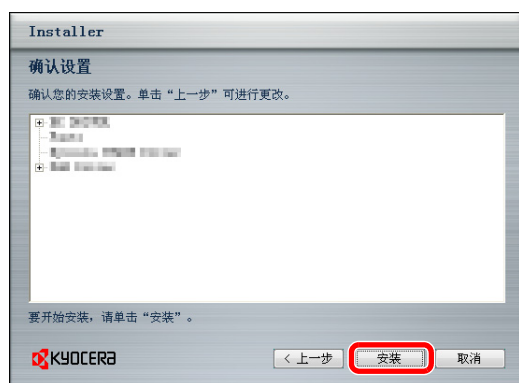 Installer
确认设置
确认您的安装设置。单击“上一步”可进行更改。
要开始安装，请单击“安装”。
KYOCERA
< 上一步
安装
取消